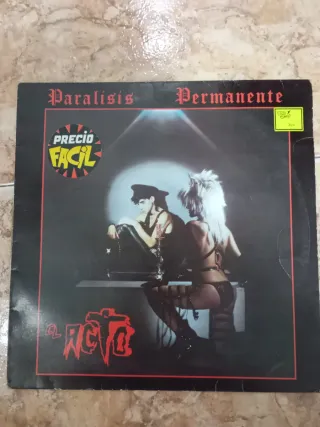 Paralisis Permanente
PRECIO
FACIL
EL ACTO